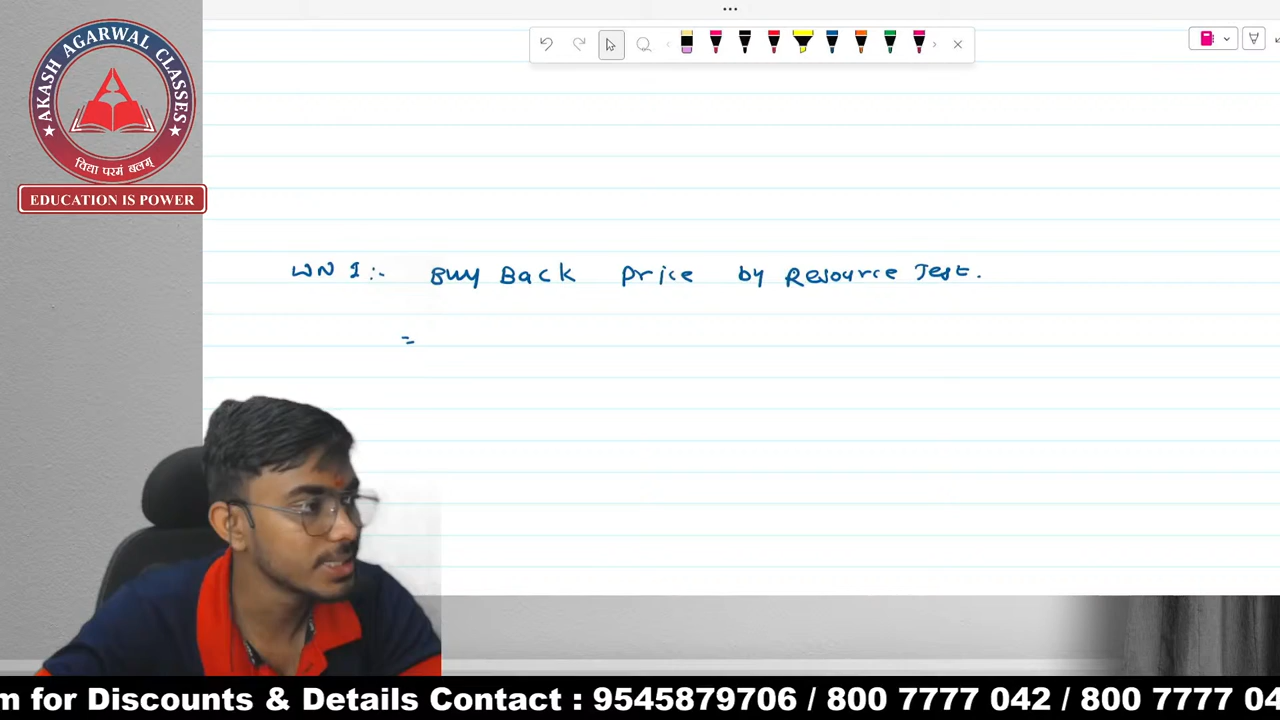 AKASH AGARWAL CLASSES
विद्या परमं बलम्
EDUCATION IS POWER
WN 1:- Buy Back Price by Resource Test.
=
m for Discounts & Details Contact : 9545879706 / 800 7777 042 / 800 7777 04